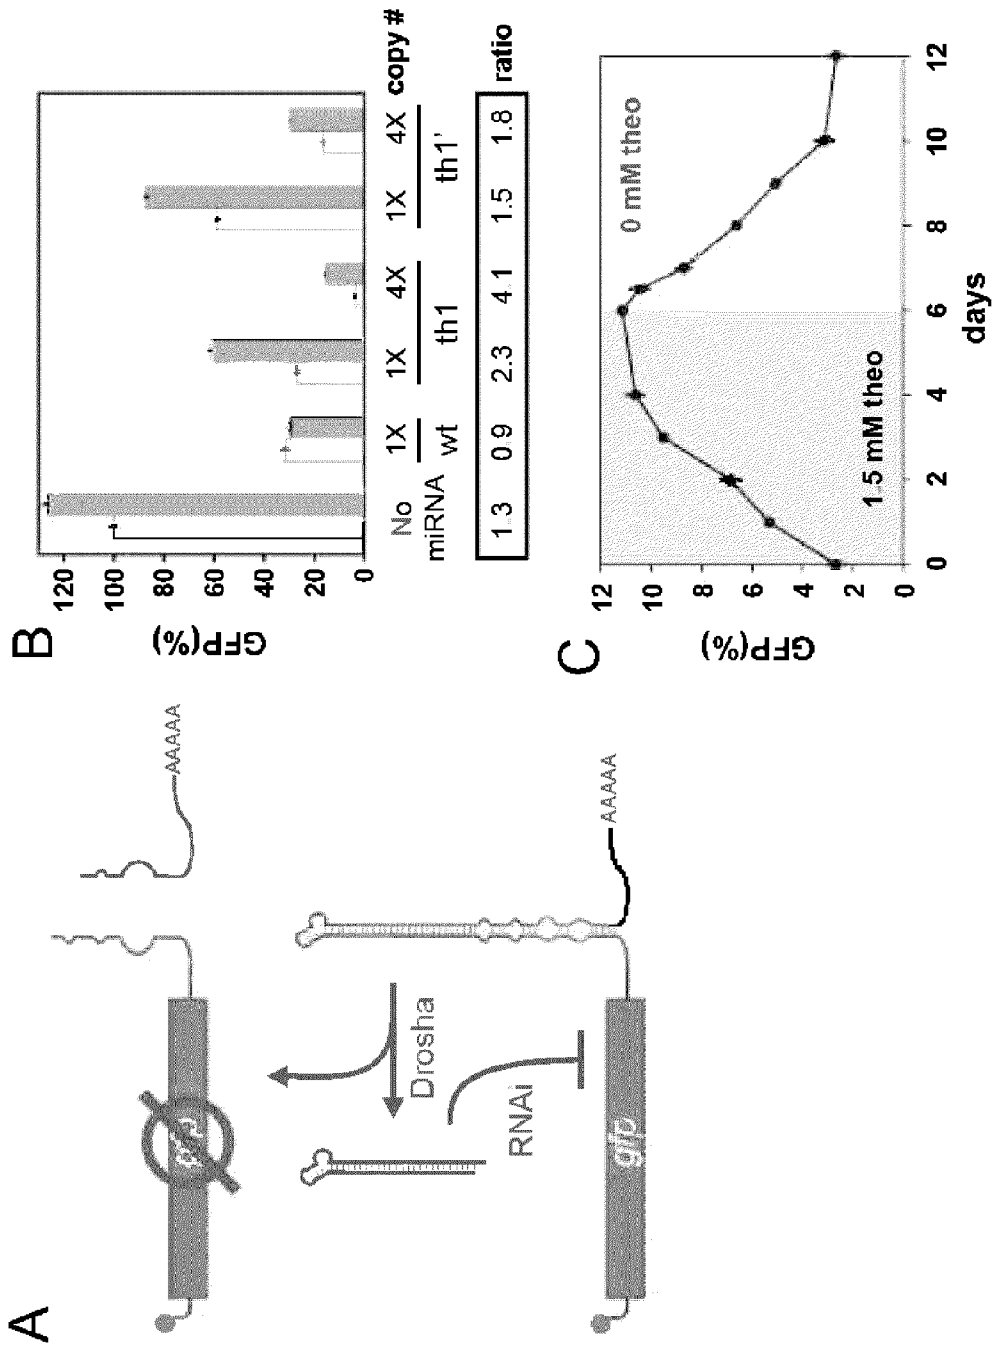 A
AAAAA
Drosha
RNAi
gfp
AAAAA
B
GFP(%)
120
100
80
60
40
20
0
No
miRNA
1X
wt
1X 4X
th1
1X 4X
th1'
copy #
1.3 0.9 2.3 4.1 1.5 1.8
ratio
C
GFP(%)
12
10
8
6
4
2
0
1.5 mM theo
0 mM theo
0 2 4 6 8 10 12
days